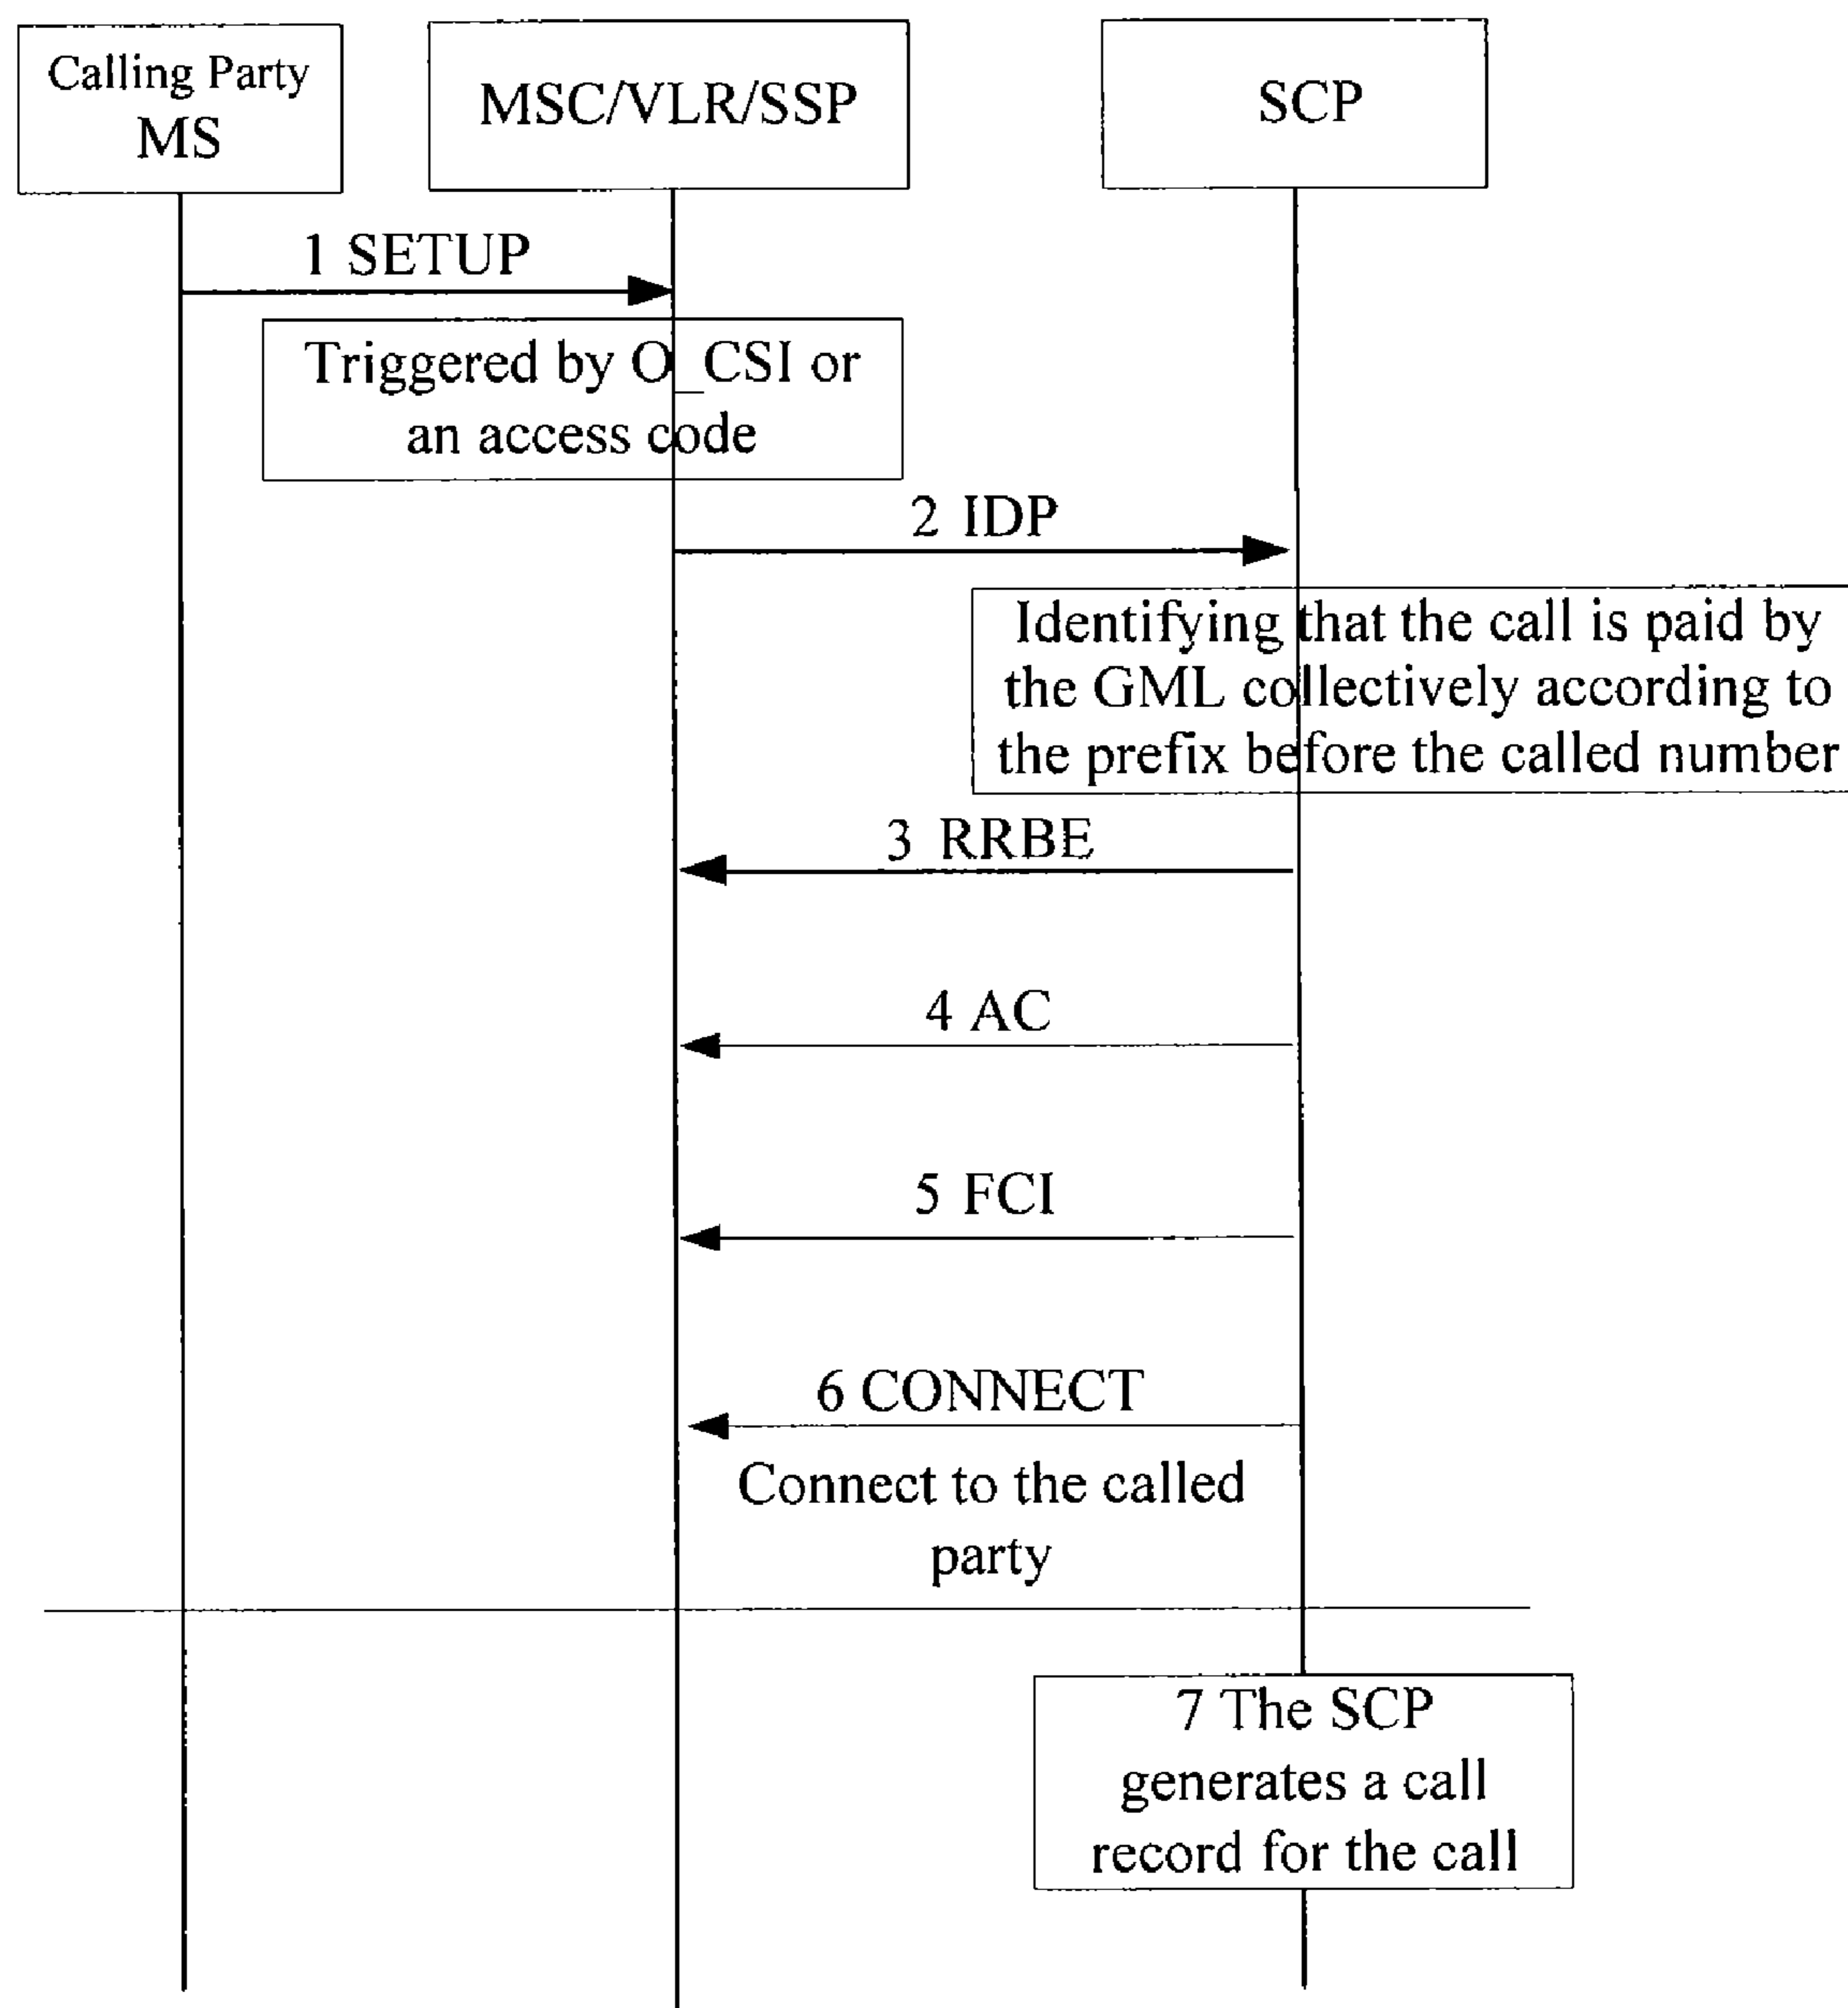 Calling Party
MS
MSC/VLR/SSP
SCP
1 SETUP
Triggered by O_CSI or
an access code
2 IDP
Identifying that the call is paid by
the GML collectively according to
the prefix before the called number
3 RRBE
4 AC
5 FCI
6 CONNECT
Connect to the called
party
7 The SCP
generates a call
record for the call